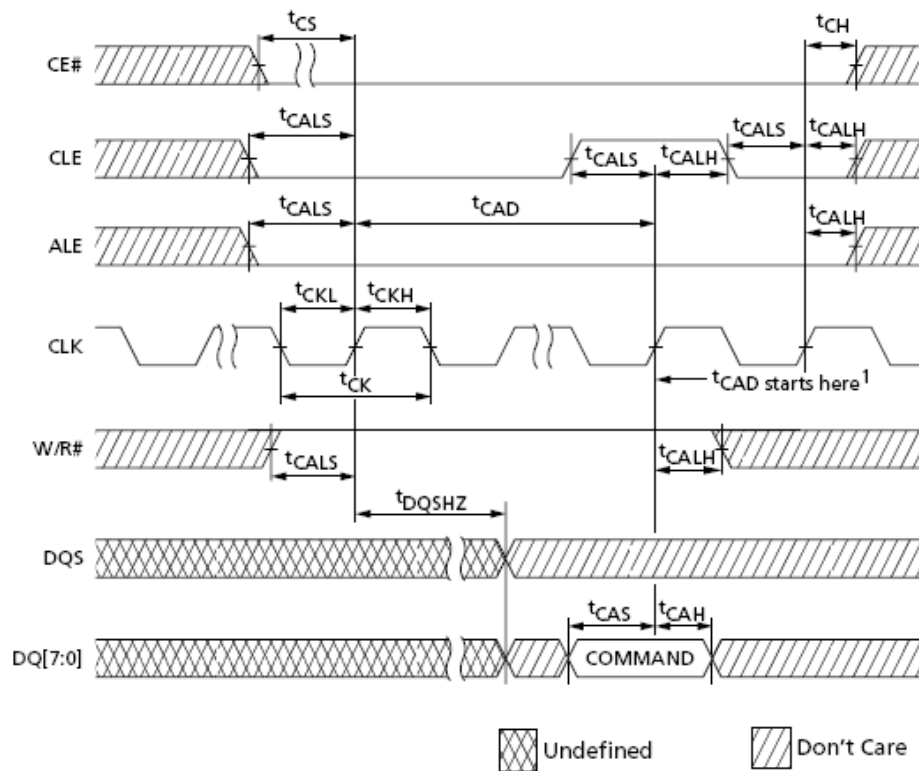 tCS
tCH
CE#
tCALS
tCALS
tCALH
CLE
tCALS
tCALH
tCALS
tCAD
tCALH
ALE
tCKL
tCKH
CLK
tCK
tCAD starts here1
W/R#
tCALS
tCALH
tDQSHZ
DQS
tCAS
tCAH
DQ[7:0]
COMMAND
Undefined
Don't Care